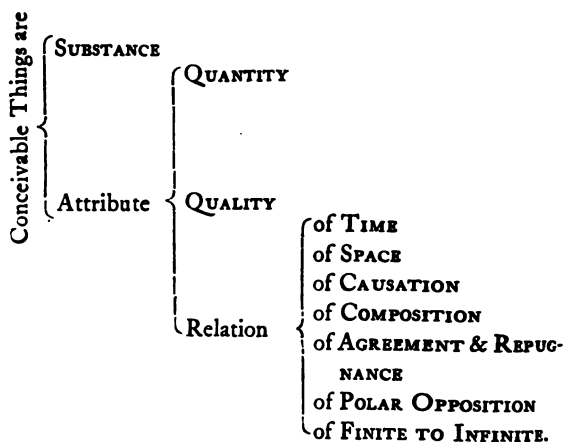 Conceivable Things are
SUBSTANCE
Attribute
QUANTITY
QUALITY
Relation
of TIME
of SPACE
of CAUSATION
of COMPOSITION
of AGREEMENT & REPUG-
NANCE
of POLAR OPPOSITION
of FINITE TO INFINITE.